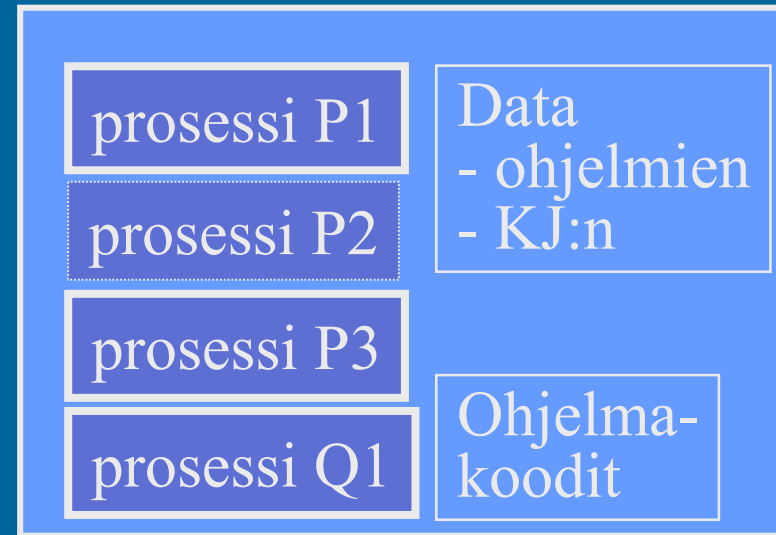 prosessi P1
prosessi P2
prosessi P3
prosessi Q1
Data
- ohjelmien
- KJ:n
Ohjelma-
koodit